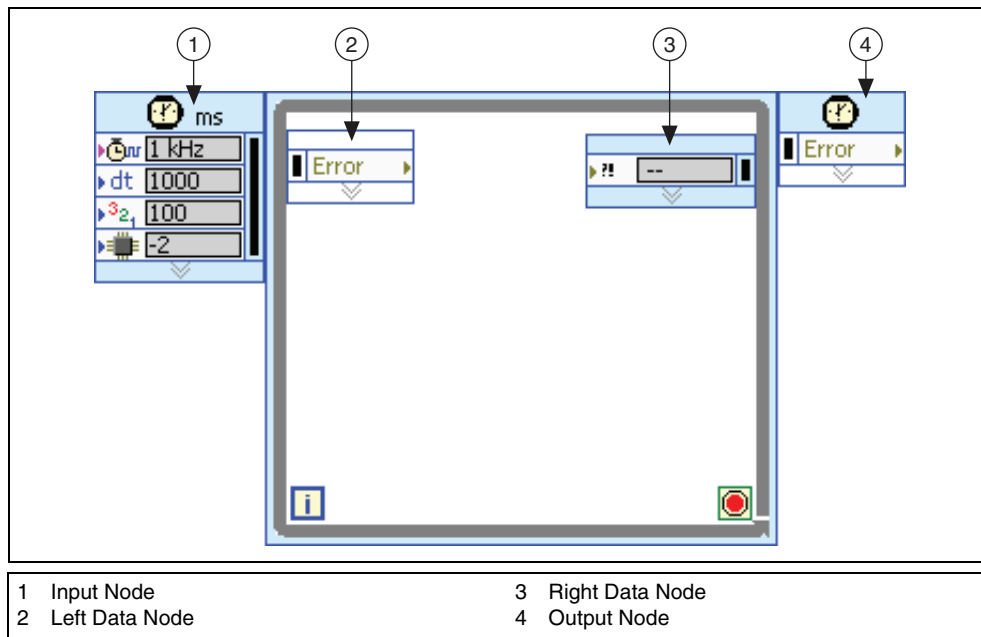 1 2 3 4
ms
1 kHz
dt 1000
321 100
-2
Error
?! --
Error
i
1 Input Node
2 Left Data Node
3 Right Data Node
4 Output Node